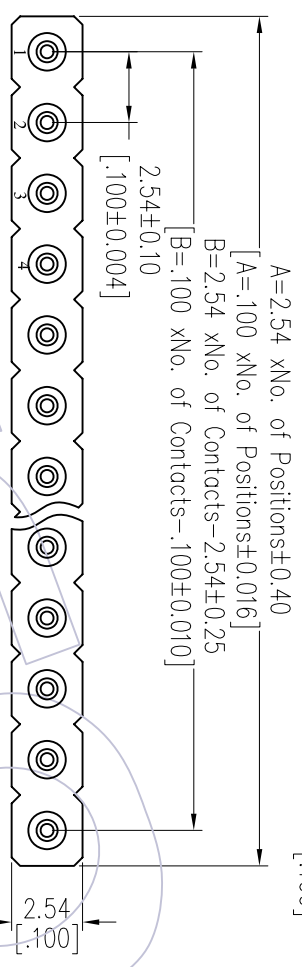 A=2.54 xNo. of Positions±0.40
[A=.100 xNo. of Positions±0.016]
B=2.54 xNo. of Contacts-2.54±0.25
[B=.100 xNo. of Contacts-.100±0.010]
2.54±0.10
[.100±0.004]
1
2
3
4
2.54
[.100]